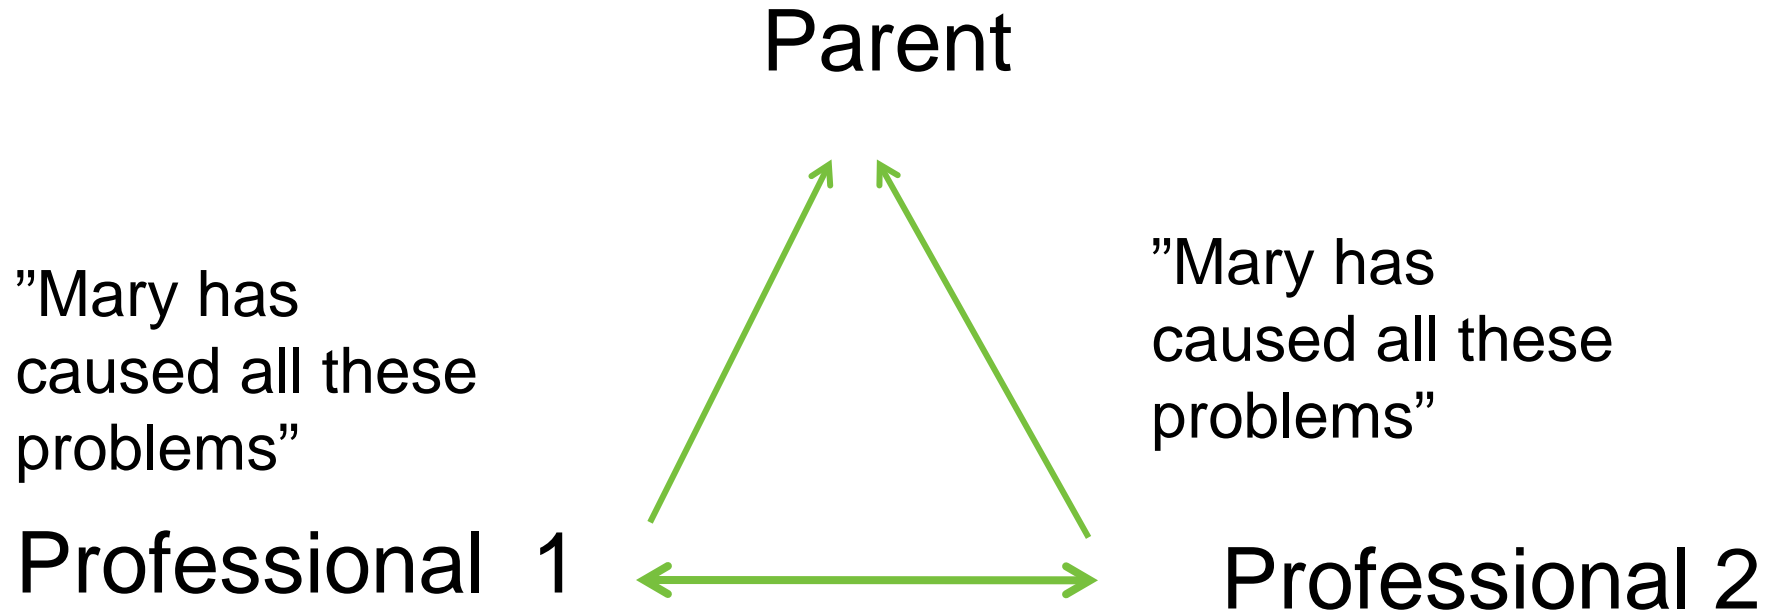 Parent
”Mary has
caused all these
problems”
”Mary has
caused all these
problems”
Professional 1
Professional 2